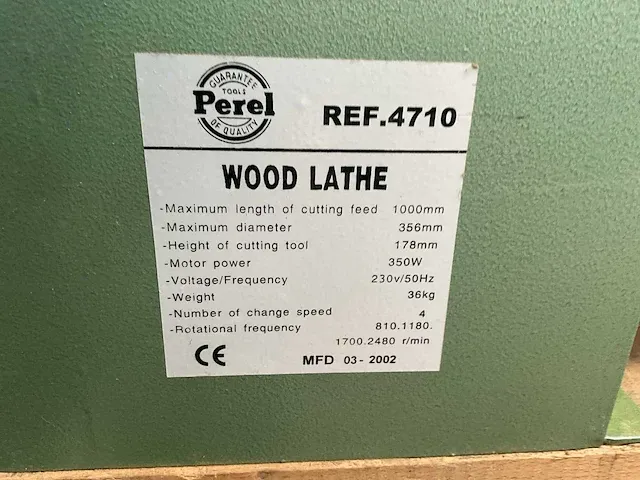 GUARANTEE
TOOLS
Perel
OF QUALITY
REF.4710
WOOD LATHE
-Maximum length of cutting feed 1000mm
-Maximum diameter 356mm
-Height of cutting tool 178mm
-Motor power 350W
-Voltage/Frequency 230v/50Hz
-Weight 36kg
-Number of change speed 4
-Rotational frequency 810.1180.
1700.2480 r/min
CE MFD 03-2002